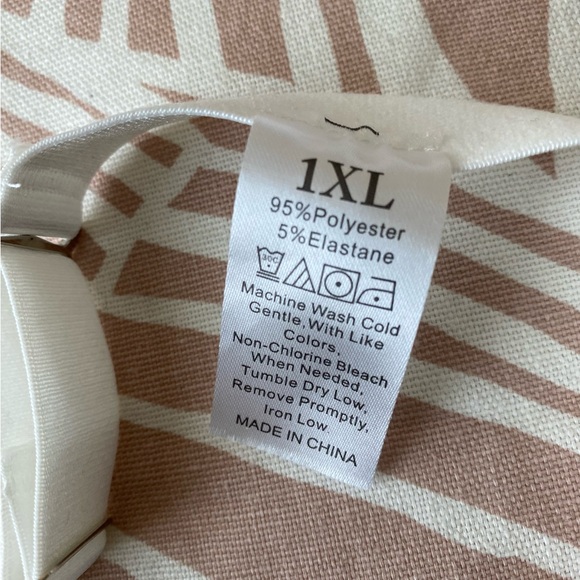 1XL
95%Polyester
5%Elastane
30C
Machine Wash Cold
Gentle,With Like
Colors,
Non-Chlorine Bleach
When Needed,
Tumble Dry Low,
Remove Promptly,
Iron Low.
MADE IN CHINA